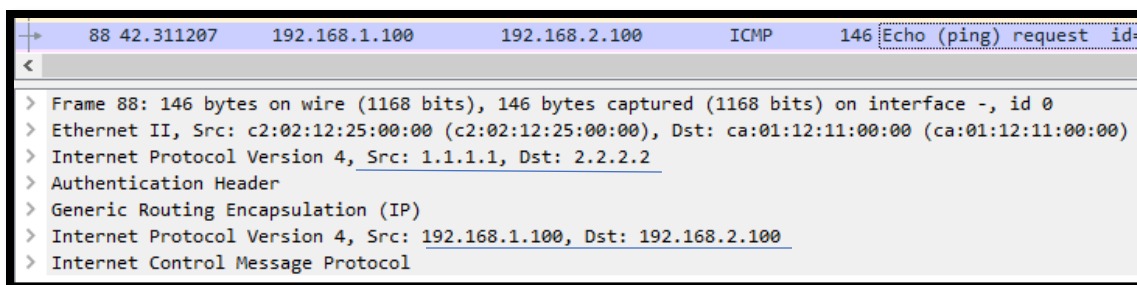 88 42.311207 192.168.1.100 192.168.2.100 ICMP 146 Echo (ping) request id=
<
> Frame 88: 146 bytes on wire (1168 bits), 146 bytes captured (1168 bits) on interface -, id 0
> Ethernet II, Src: c2:02:12:25:00:00 (c2:02:12:25:00:00), Dst: ca:01:12:11:00:00 (ca:01:12:11:00:00)
> Internet Protocol Version 4, Src: 1.1.1.1, Dst: 2.2.2.2
> Authentication Header
> Generic Routing Encapsulation (IP)
> Internet Protocol Version 4, Src: 192.168.1.100, Dst: 192.168.2.100
> Internet Control Message Protocol